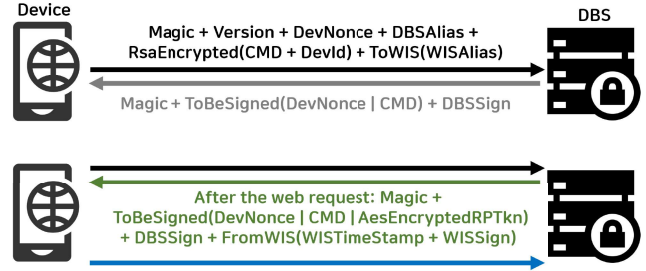 Device
DBS
Magic + Version + DevNonce + DBSAlias +
RsaEncrypted(CMD + DevId) + ToWIS(WISAlias)
Magic + ToBeSigned(DevNonce | CMD) + DBSSign
After the web request: Magic +
ToBeSigned(DevNonce | CMD | AesEncryptedRPTkn)
+ DBSSign + FromWIS(WISTimeStamp + WISSign)